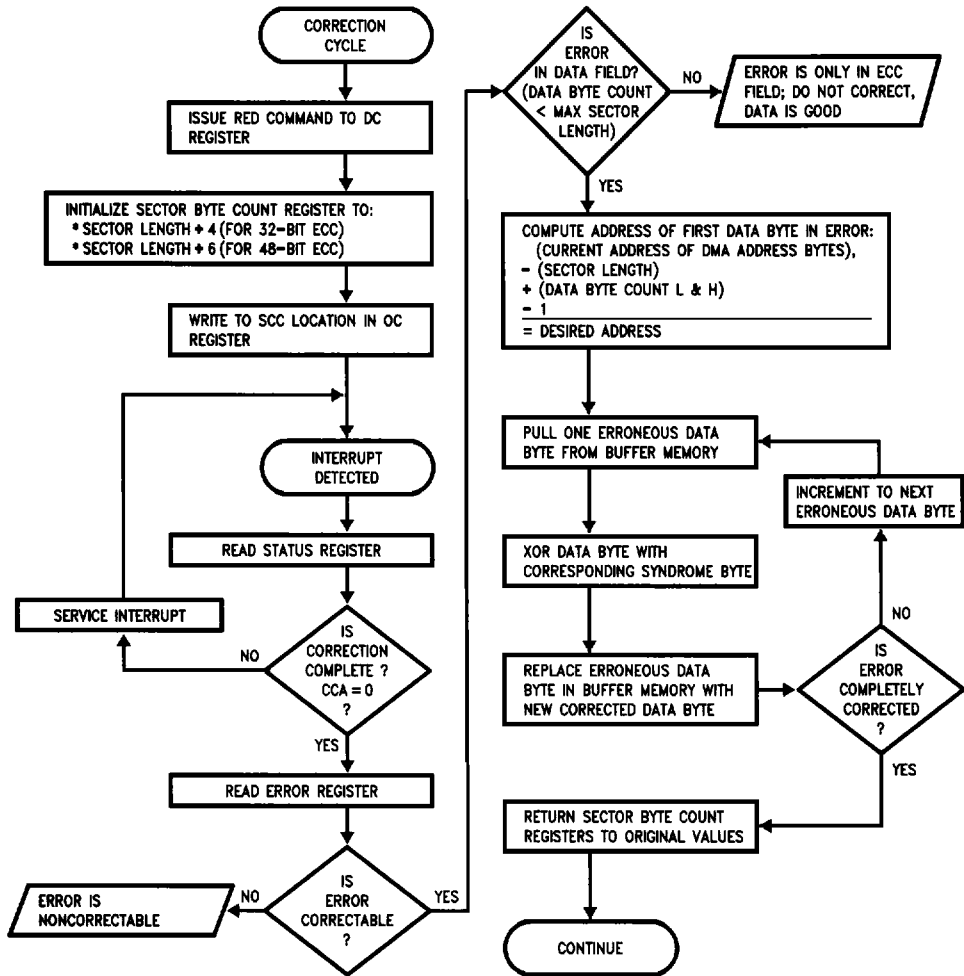 CORRECTION
CYCLE
ISSUE RED COMMAND TO DC
REGISTER
INITIALIZE SECTOR BYTE COUNT REGISTER TO:
* SECTOR LENGTH + 4 (FOR 32-BIT ECC)
* SECTOR LENGTH + 6 (FOR 48-BIT ECC)
WRITE TO SCC LOCATION IN OC
REGISTER
INTERRUPT
DETECTED
READ STATUS REGISTER
SERVICE INTERRUPT
NO
IS
CORRECTION
COMPLETE ?
CCA = 0
?
YES
READ ERROR REGISTER
IS
ERROR
CORRECTABLE
?
NO
ERROR IS
NONCORRECTABLE
YES
IS
ERROR
IN DATA FIELD?
(DATA BYTE COUNT
< MAX SECTOR
LENGTH)
NO
ERROR IS ONLY IN ECC
FIELD; DO NOT CORRECT,
DATA IS GOOD
YES
COMPUTE ADDRESS OF FIRST DATA BYTE IN ERROR:
(CURRENT ADDRESS OF DMA ADDRESS BYTES),
- (SECTOR LENGTH)
+ (DATA BYTE COUNT L & H)
- 1
= DESIRED ADDRESS
PULL ONE ERRONEOUS DATA
BYTE FROM BUFFER MEMORY
XOR DATA BYTE WITH
CORRESPONDING SYNDROME BYTE
REPLACE ERRONEOUS DATA
BYTE IN BUFFER MEMORY WITH
NEW CORRECTED DATA BYTE
IS
ERROR
COMPLETELY
CORRECTED
?
NO
INCREMENT TO NEXT
ERRONEOUS DATA BYTE
YES
RETURN SECTOR BYTE COUNT
REGISTERS TO ORIGINAL VALUES
CONTINUE